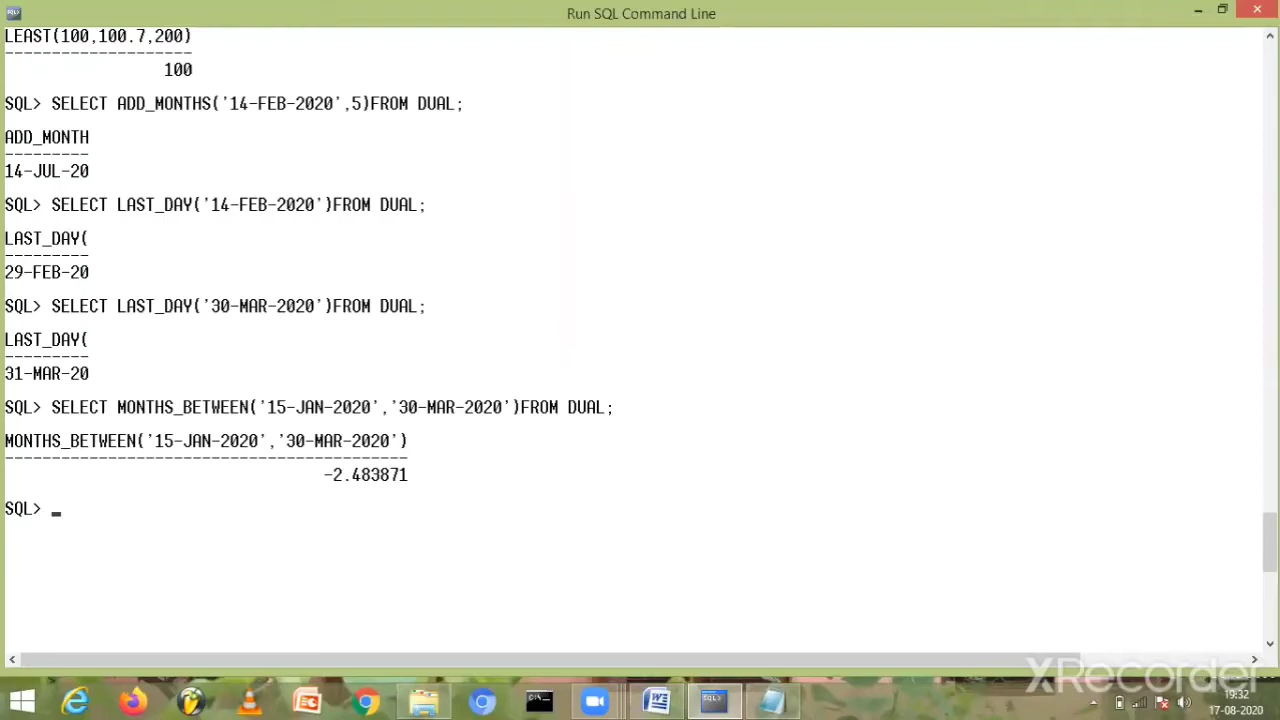 Run SQL Command Line
LEAST(100,100.7,200)
-------------------
100
SQL> SELECT ADD_MONTHS('14-FEB-2020',5)FROM DUAL;
ADD_MONTH
---------
14-JUL-20
SQL> SELECT LAST_DAY('14-FEB-2020')FROM DUAL;
LAST_DAY(
---------
29-FEB-20
SQL> SELECT LAST_DAY('30-MAR-2020')FROM DUAL;
LAST_DAY(
---------
31-MAR-20
SQL> SELECT MONTHS_BETWEEN('15-JAN-2020','30-MAR-2020')FROM DUAL;
MONTHS_BETWEEN('15-JAN-2020','30-MAR-2020')
-------------------------------------------
-2.483871
SQL> _
XRecorder
19:32
17-08-2020